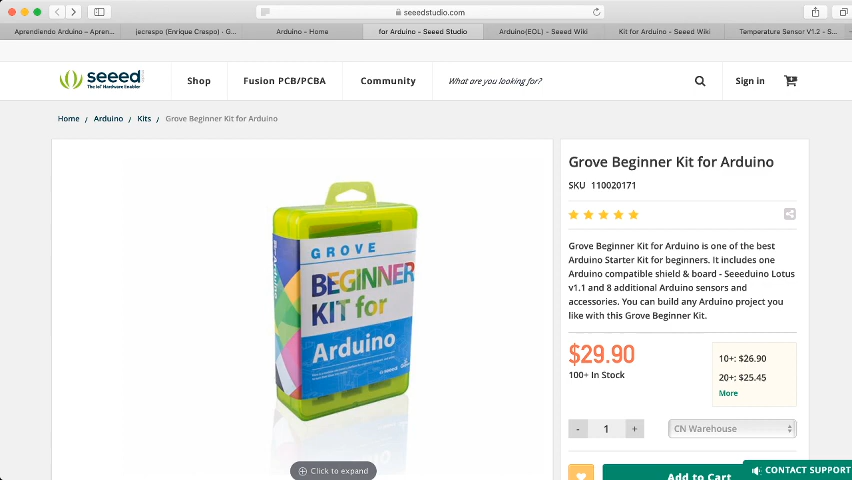 seeedstudio.com
Aprendiendo Arduino – Apren...
jecrespo (Enrique Crespo) · G...
Arduino – Home
for Arduino – Seeed Studio
Arduino(EOL) – Seeed Wiki
Kit for Arduino – Seeed Wiki
Temperature Sensor V1.2 – S...
seeed
The IoT Hardware Enabler
Shop
Fusion PCB/PCBA
Community
What are you looking for?
Sign in
Home / Arduino / Kits / Grove Beginner Kit for Arduino
GROVE
BEGINNER
KIT for
Arduino
Click to expand
Grove Beginner Kit for Arduino
SKU 110020171
Grove Beginner Kit for Arduino is one of the best
Arduino Starter Kit for beginners. It includes one
Arduino compatible shield & board - Seeeduino Lotus
v1.1 and 8 additional Arduino sensors and
accessories. You can build any Arduino project you
like with this Grove Beginner Kit.
$29.90
100+ In Stock
10+: $26.90
20+: $25.45
More
- 1 +
CN Warehouse
Add to Cart
CONTACT SUPPORT